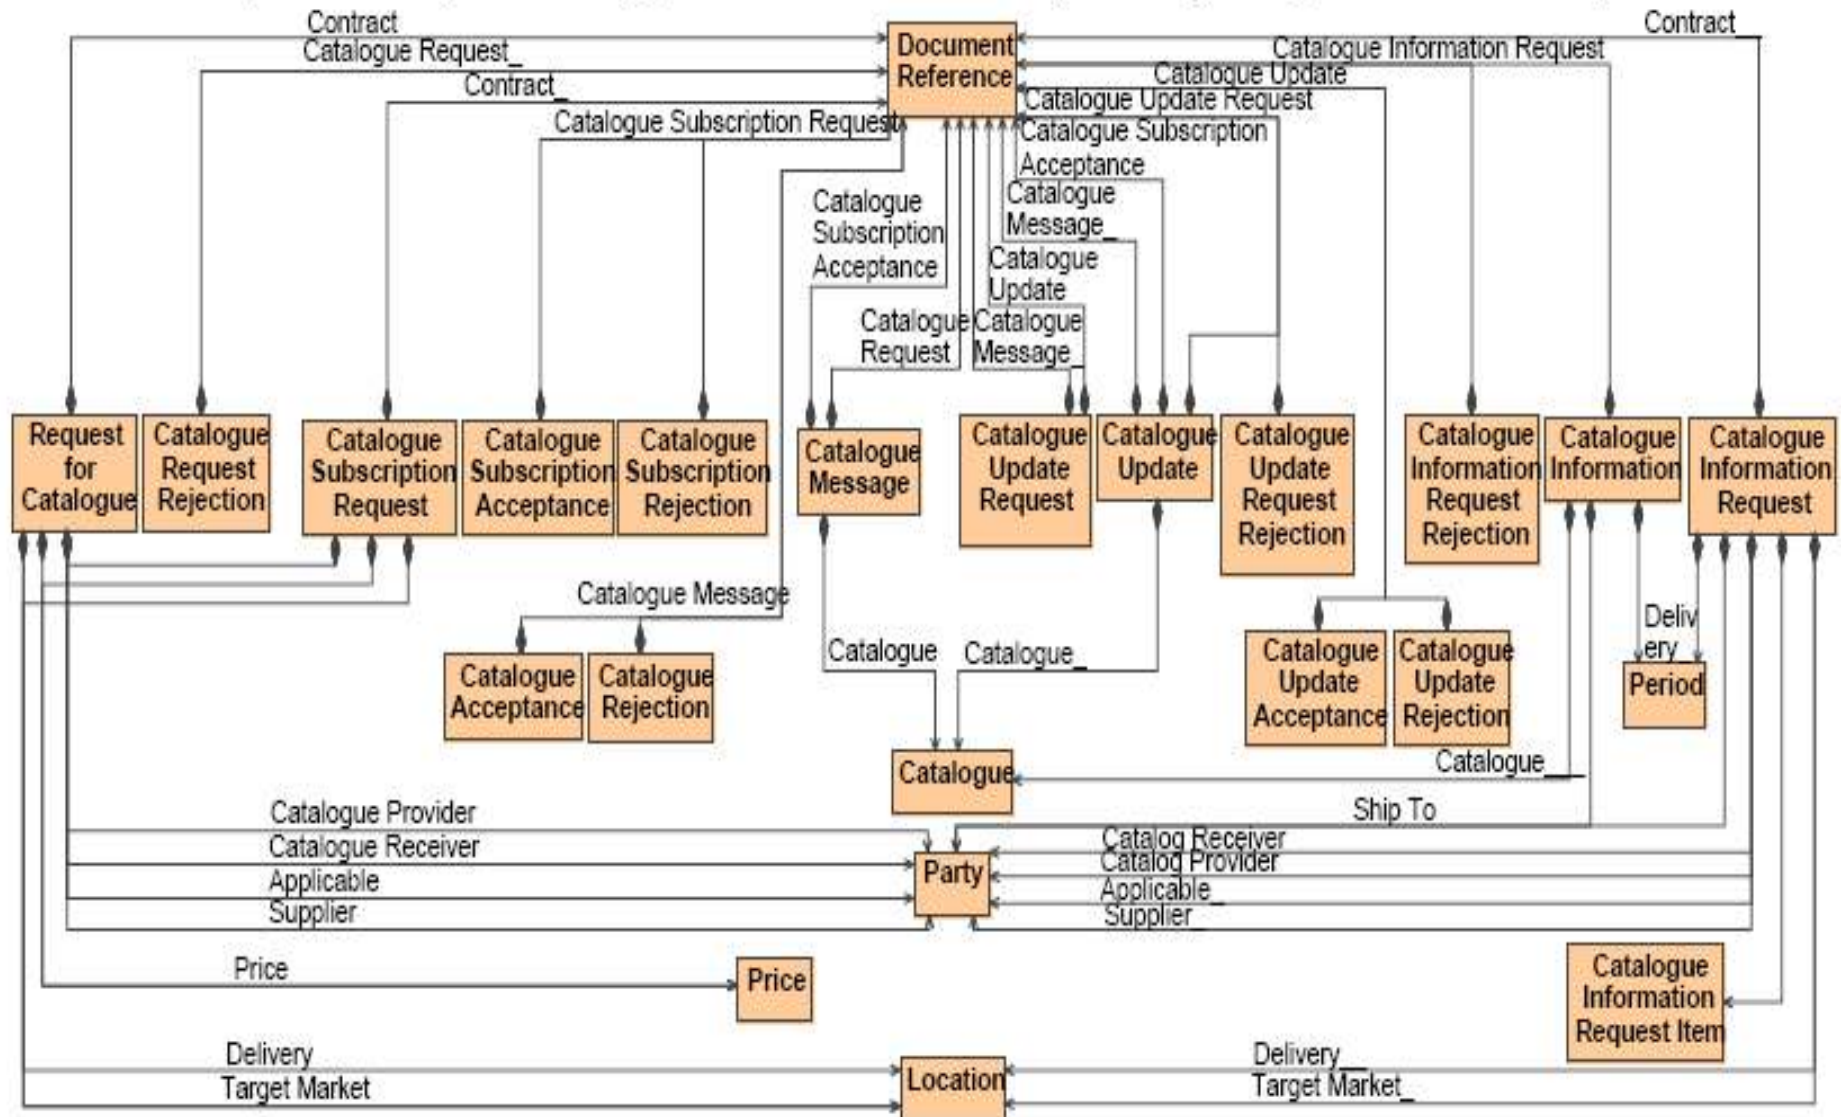 Contract
Contract_
Document
Reference
Catalogue Request_
Catalogue Information Request
Catalogue Update
Contract_
Catalogue Update Request
Catalogue Subscription Request
Catalogue Subscription
Acceptance
Catalogue
Subscription
Acceptance
Catalogue
Message_
Catalogue
Update
Catalogue
Request
Catalogue
Message_
Request
for
Catalogue
Catalogue
Request
Rejection
Catalogue
Subscription
Request
Catalogue
Subscription
Acceptance
Catalogue
Subscription
Rejection
Catalogue
Message
Catalogue
Update
Request
Catalogue
Update
Catalogue
Update
Request
Rejection
Catalogue
Information
Request
Rejection
Catalogue
Information
Catalogue
Information
Request
Catalogue Message
Catalogue
Acceptance
Catalogue
Rejection
Catalogue
Catalogue_
Catalogue
Update
Acceptance
Catalogue
Update
Rejection
Deliv
ery_
Period
Catalogue
Catalogue__
Catalogue Provider
Ship To
Catalogue Receiver
Catalog Receiver
Catalog Provider
Party
Applicable
Applicable_
Supplier
Supplier_
Price
Price
Catalogue
Information
Request Item
Delivery
Delivery__
Target Market
Location
Target Market_